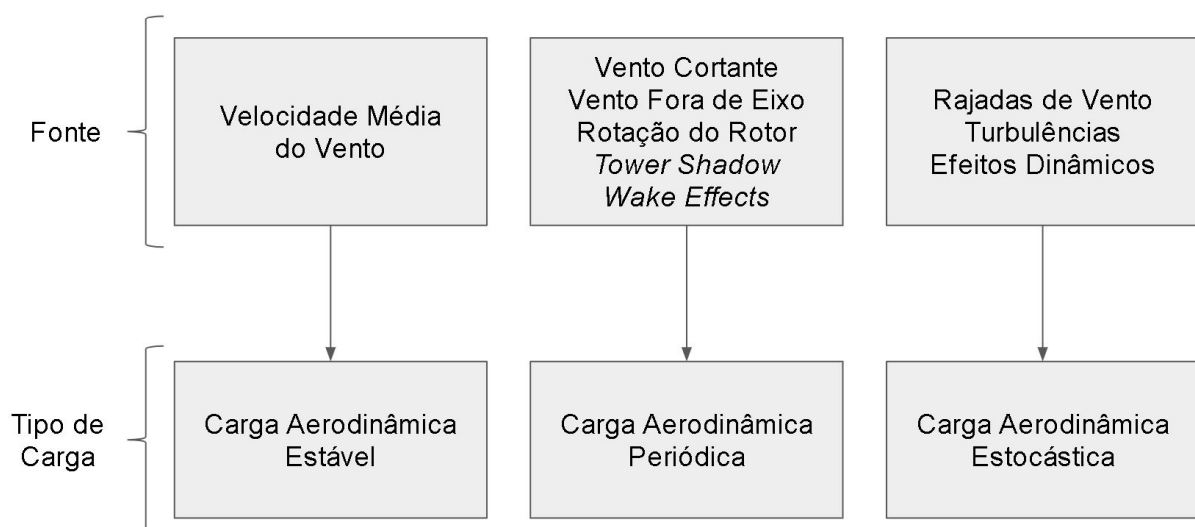 Fonte
Velocidade Média
do Vento
Vento Cortante
Vento Fora de Eixo
Rotação do Rotor
Tower Shadow
Wake Effects
Rajadas de Vento
Turbulências
Efeitos Dinâmicos
Tipo de
Carga
Carga Aerodinâmica
Estável
Carga Aerodinâmica
Periódica
Carga Aerodinâmica
Estocástica